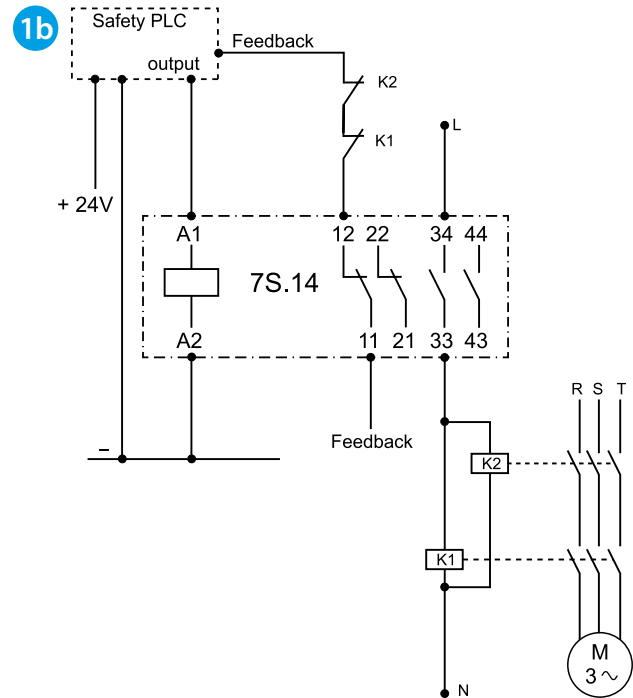 1b
Safety PLC
output
Feedback
K2
K1
L
+ 24V
A1
12 22
34 44
7S.14
A2
11 21
33 43
Feedback
–
R S T
K2
K1
M
3~
N